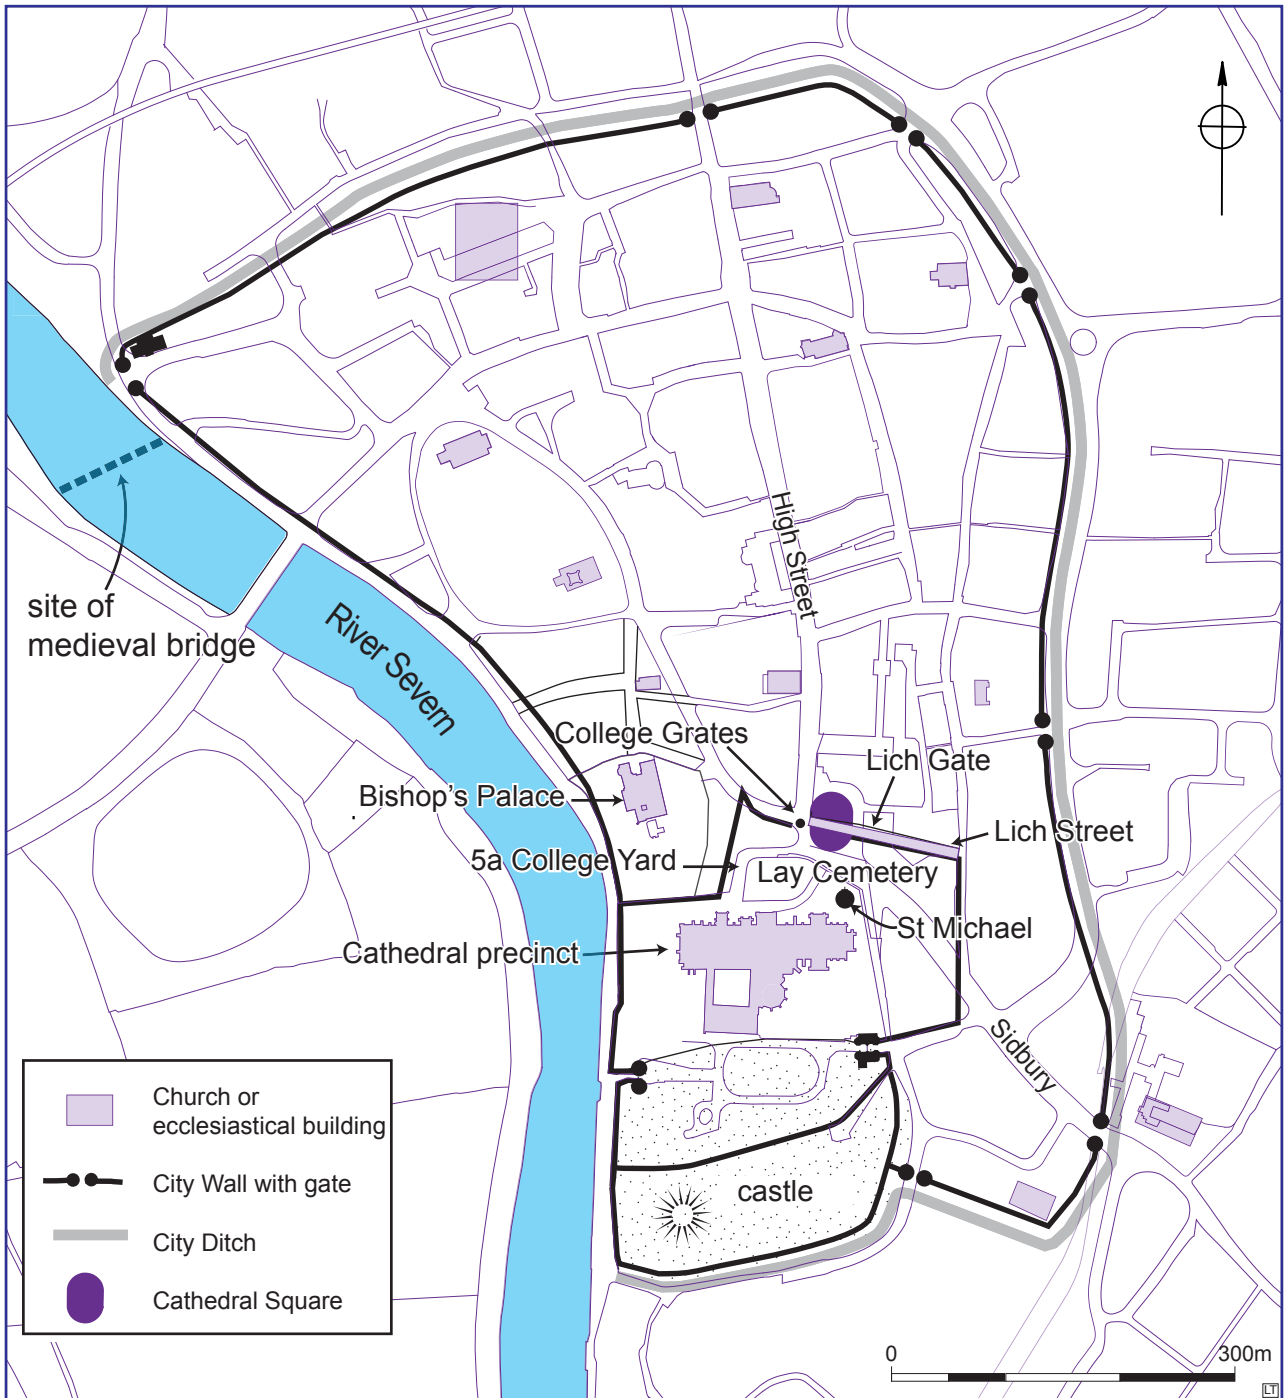 High Street
site of
medieval bridge
River Severn
College Grates
Lich Gate
Bishop's Palace
Lich Street
5a College Yard
Lay Cemetery
St Michael
Cathedral precinct
Sidbury
castle
Church or
ecclesiastical building
City Wall with gate
City Ditch
Cathedral Square
0 300m
LT